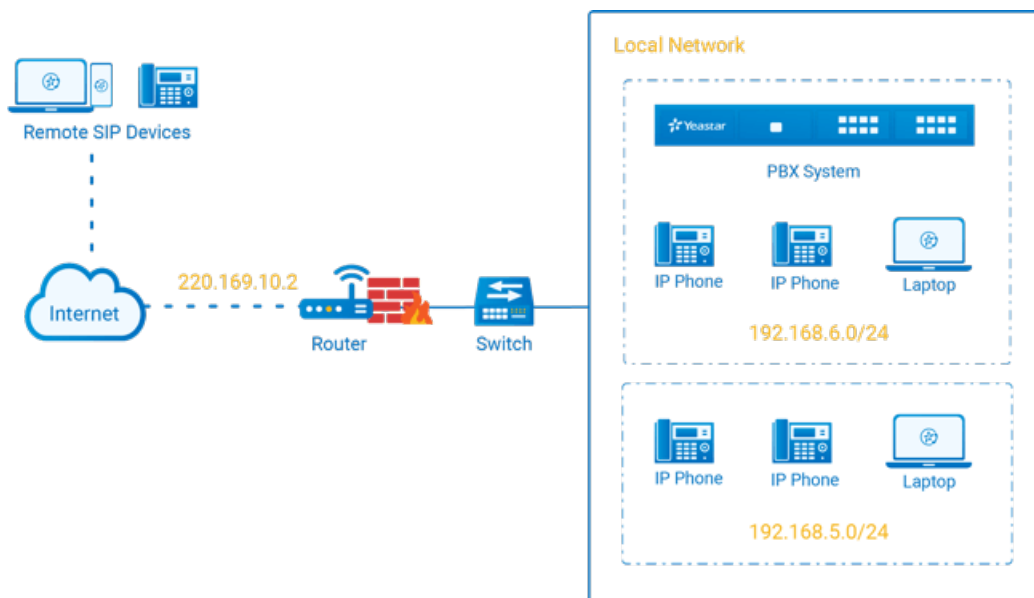 Local Network
Remote SIP Devices
Yeastar
PBX System
IP Phone
IP Phone
Laptop
192.168.6.0/24
220.169.10.2
Internet
Router
Switch
IP Phone
IP Phone
Laptop
192.168.5.0/24